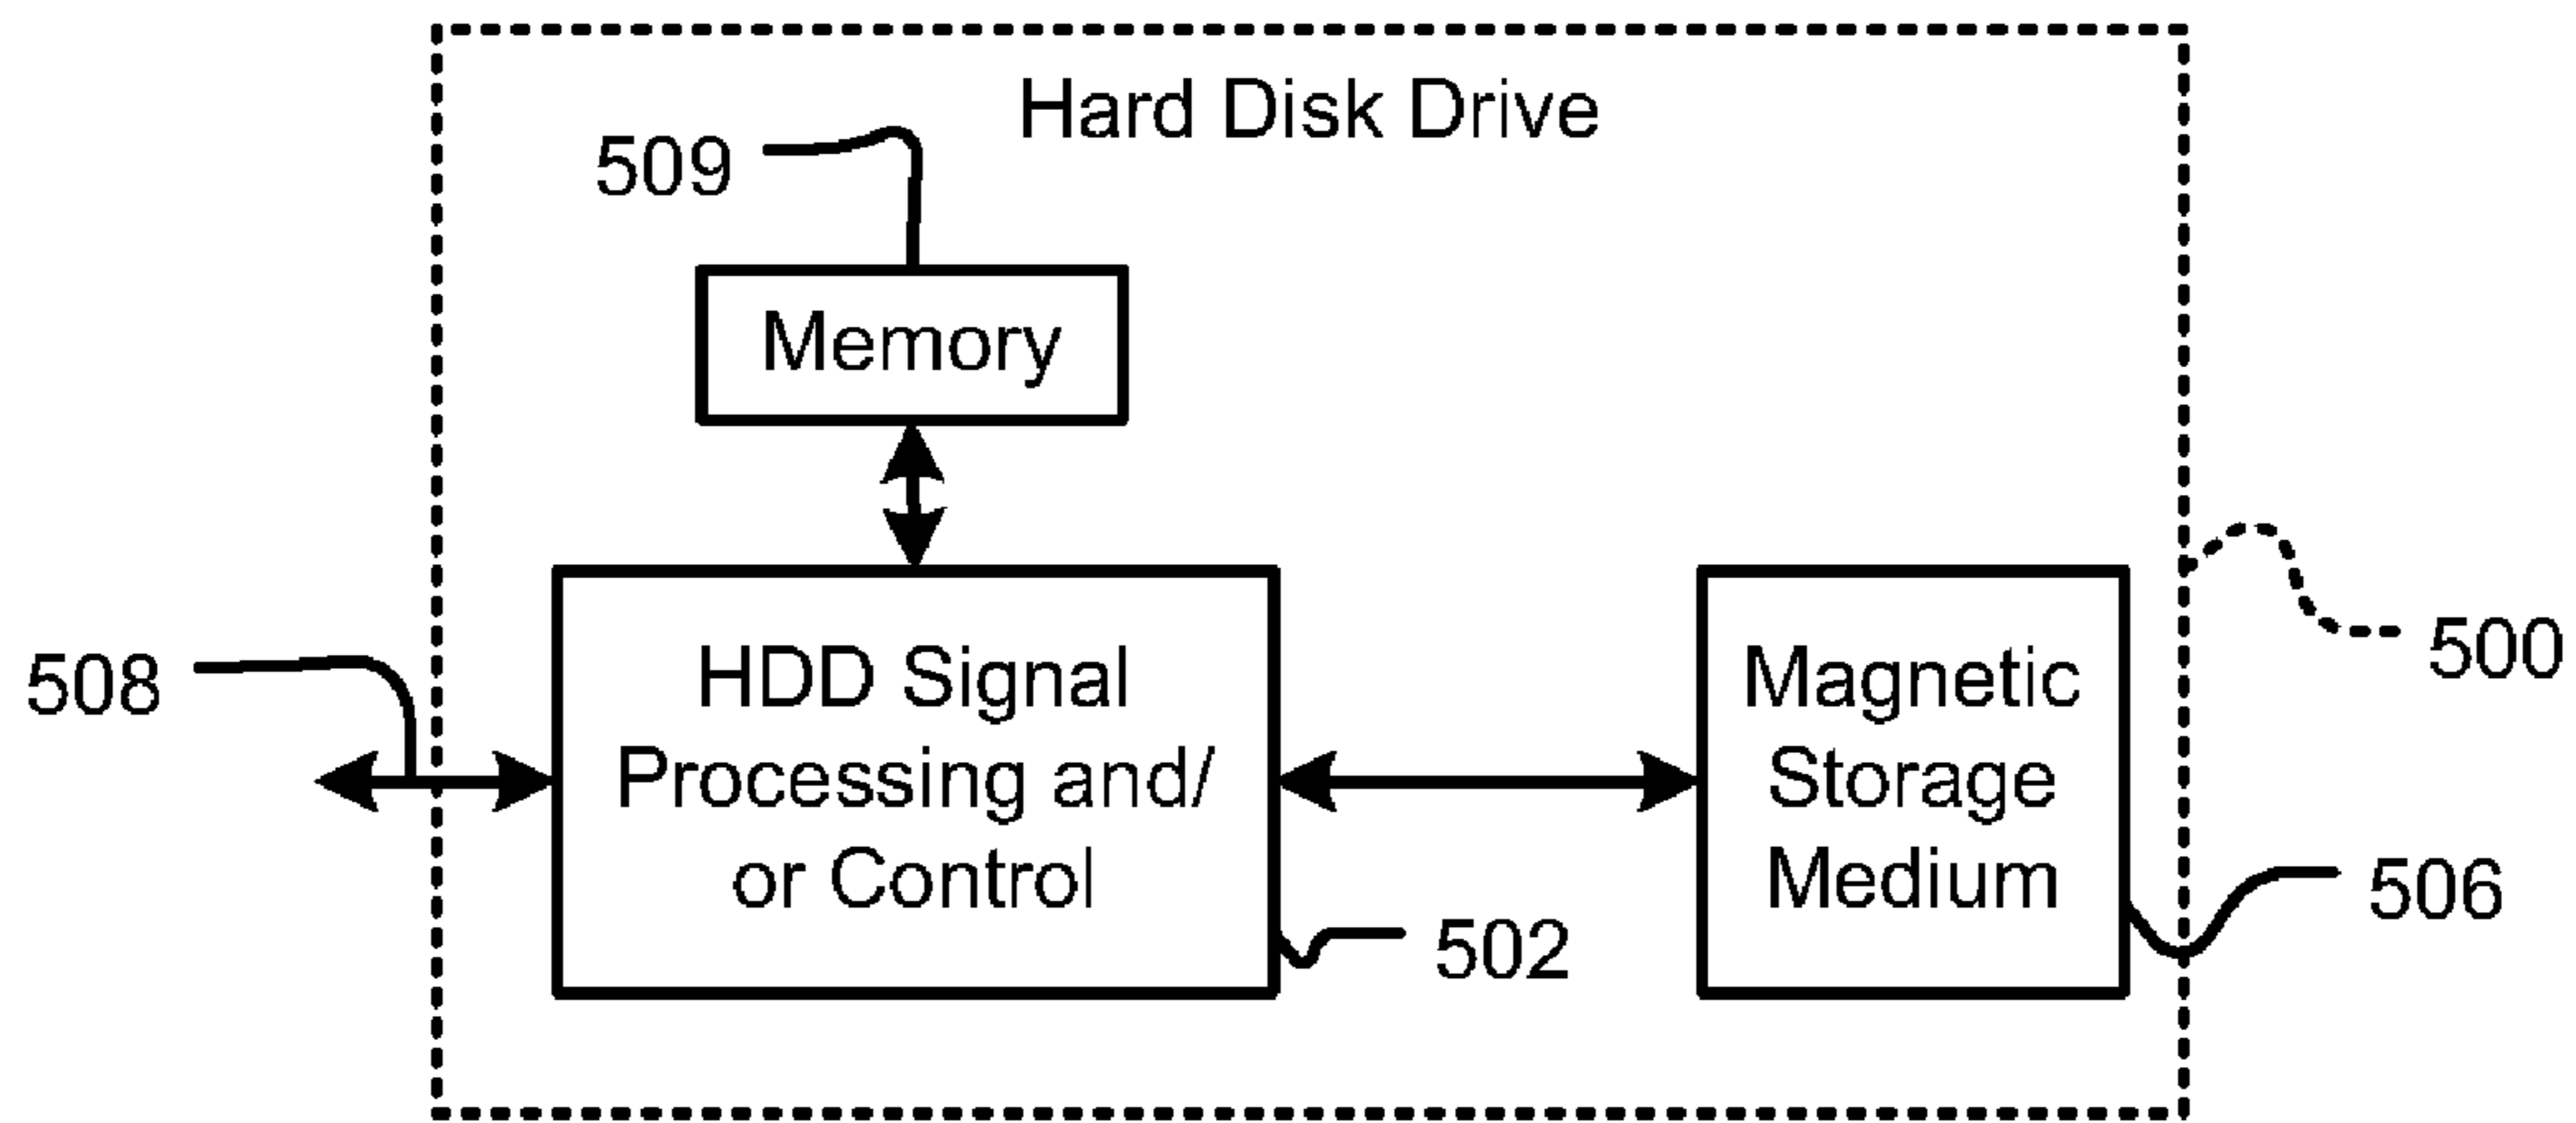 Hard Disk Drive
509
Memory
508
HDD Signal
Processing and/
or Control
502
Magnetic
Storage
Medium
500
506